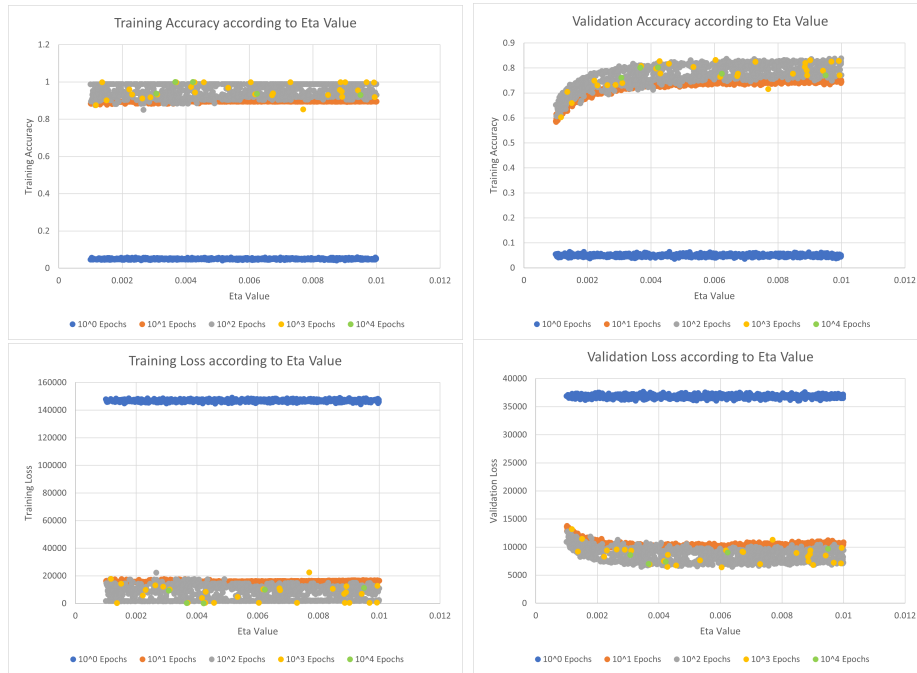 Training Accuracy according to Eta Value
1.2
1
0.8
0.6
0.4
0.2
0
Training Accuracy
0 0.002 0.004 0.006 0.008 0.01 0.012
Eta Value
10^0 Epochs 10^1 Epochs 10^2 Epochs 10^3 Epochs 10^4 Epochs
Validation Accuracy according to Eta Value
0.9
0.8
0.7
0.6
0.5
0.4
0.3
0.2
0.1
0
Training Accuracy
0 0.002 0.004 0.006 0.008 0.01 0.012
Eta Value
10^0 Epochs 10^1 Epochs 10^2 Epochs 10^3 Epochs 10^4 Epochs
Training Loss according to Eta Value
160000
140000
120000
100000
80000
60000
40000
20000
0
Training Loss
0 0.002 0.004 0.006 0.008 0.01 0.012
Eta Value
10^0 Epochs 10^1 Epochs 10^2 Epochs 10^3 Epochs 10^4 Epochs
Validation Loss according to Eta Value
40000
35000
30000
25000
20000
15000
10000
5000
0
Validation Loss
0 0.002 0.004 0.006 0.008 0.01 0.012
Eta Value
10^0 Epochs 10^1 Epochs 10^2 Epochs 10^3 Epochs 10^4 Epochs